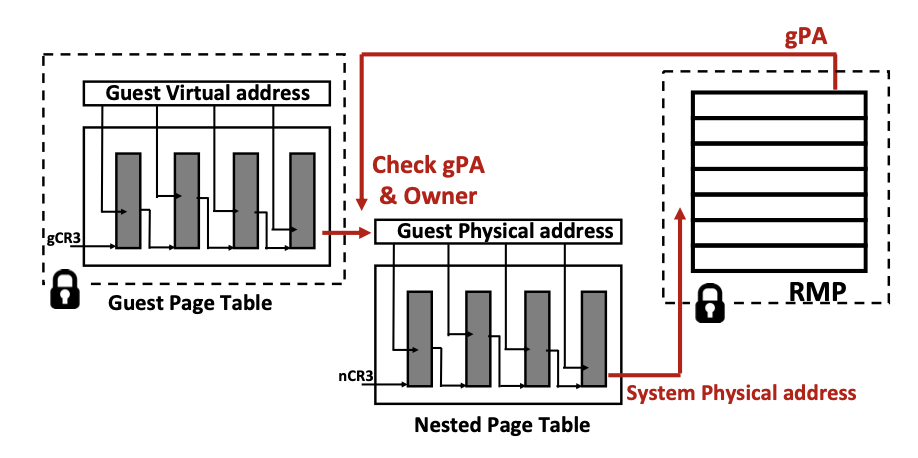 gPA
Guest Virtual address
Check gPA
& Owner
Guest Physical address
gCR3
Guest Page Table
RMP
nCR3
System Physical address
Nested Page Table